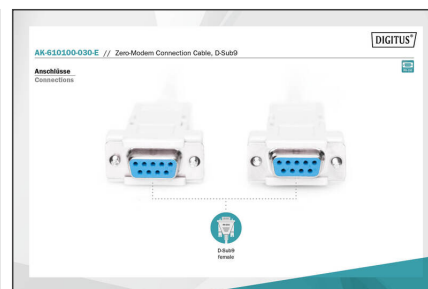 DIGITUS®
AK-610100-030-E // Zero-Modem Connection Cable, D-Sub9
Anschlüsse
Connections
D-Sub9
female